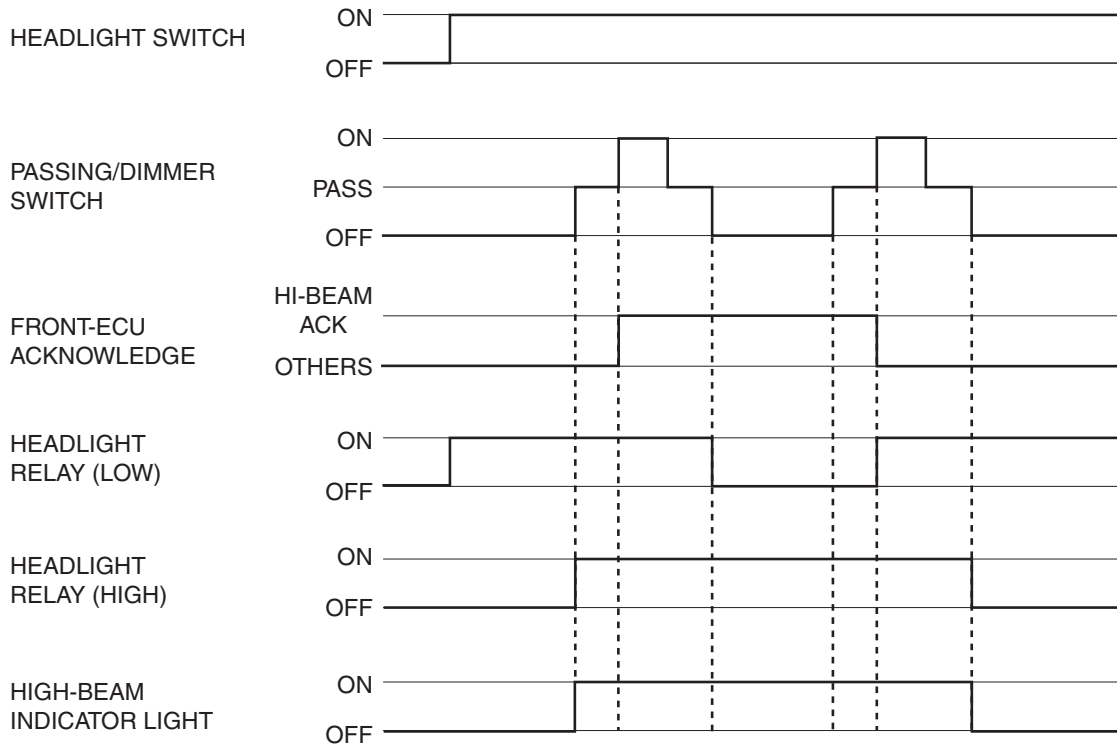 HEADLIGHT SWITCH
ON
OFF
PASSING/DIMMER
SWITCH
ON
PASS
OFF
FRONT-ECU
ACKNOWLEDGE
HI-BEAM
ACK
OTHERS
HEADLIGHT
RELAY (LOW)
ON
OFF
HEADLIGHT
RELAY (HIGH)
ON
OFF
HIGH-BEAM
INDICATOR LIGHT
ON
OFF